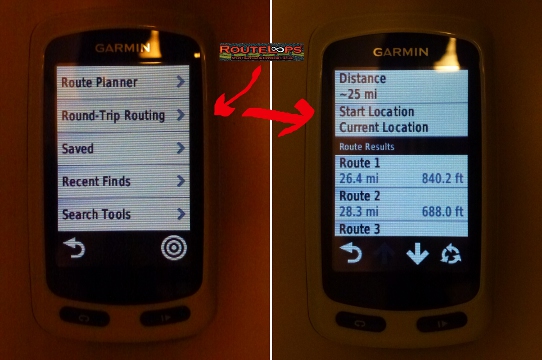 GARMIN
Route Planner
Round-Trip Routing
Saved
Recent Finds
Search Tools
ROUTELOOPS
GARMIN
Distance
~25 mi
Start Location
Current Location
Route Results
Route 1
26.4 mi 840.2 ft
Route 2
28.3 mi 688.0 ft
Route 3